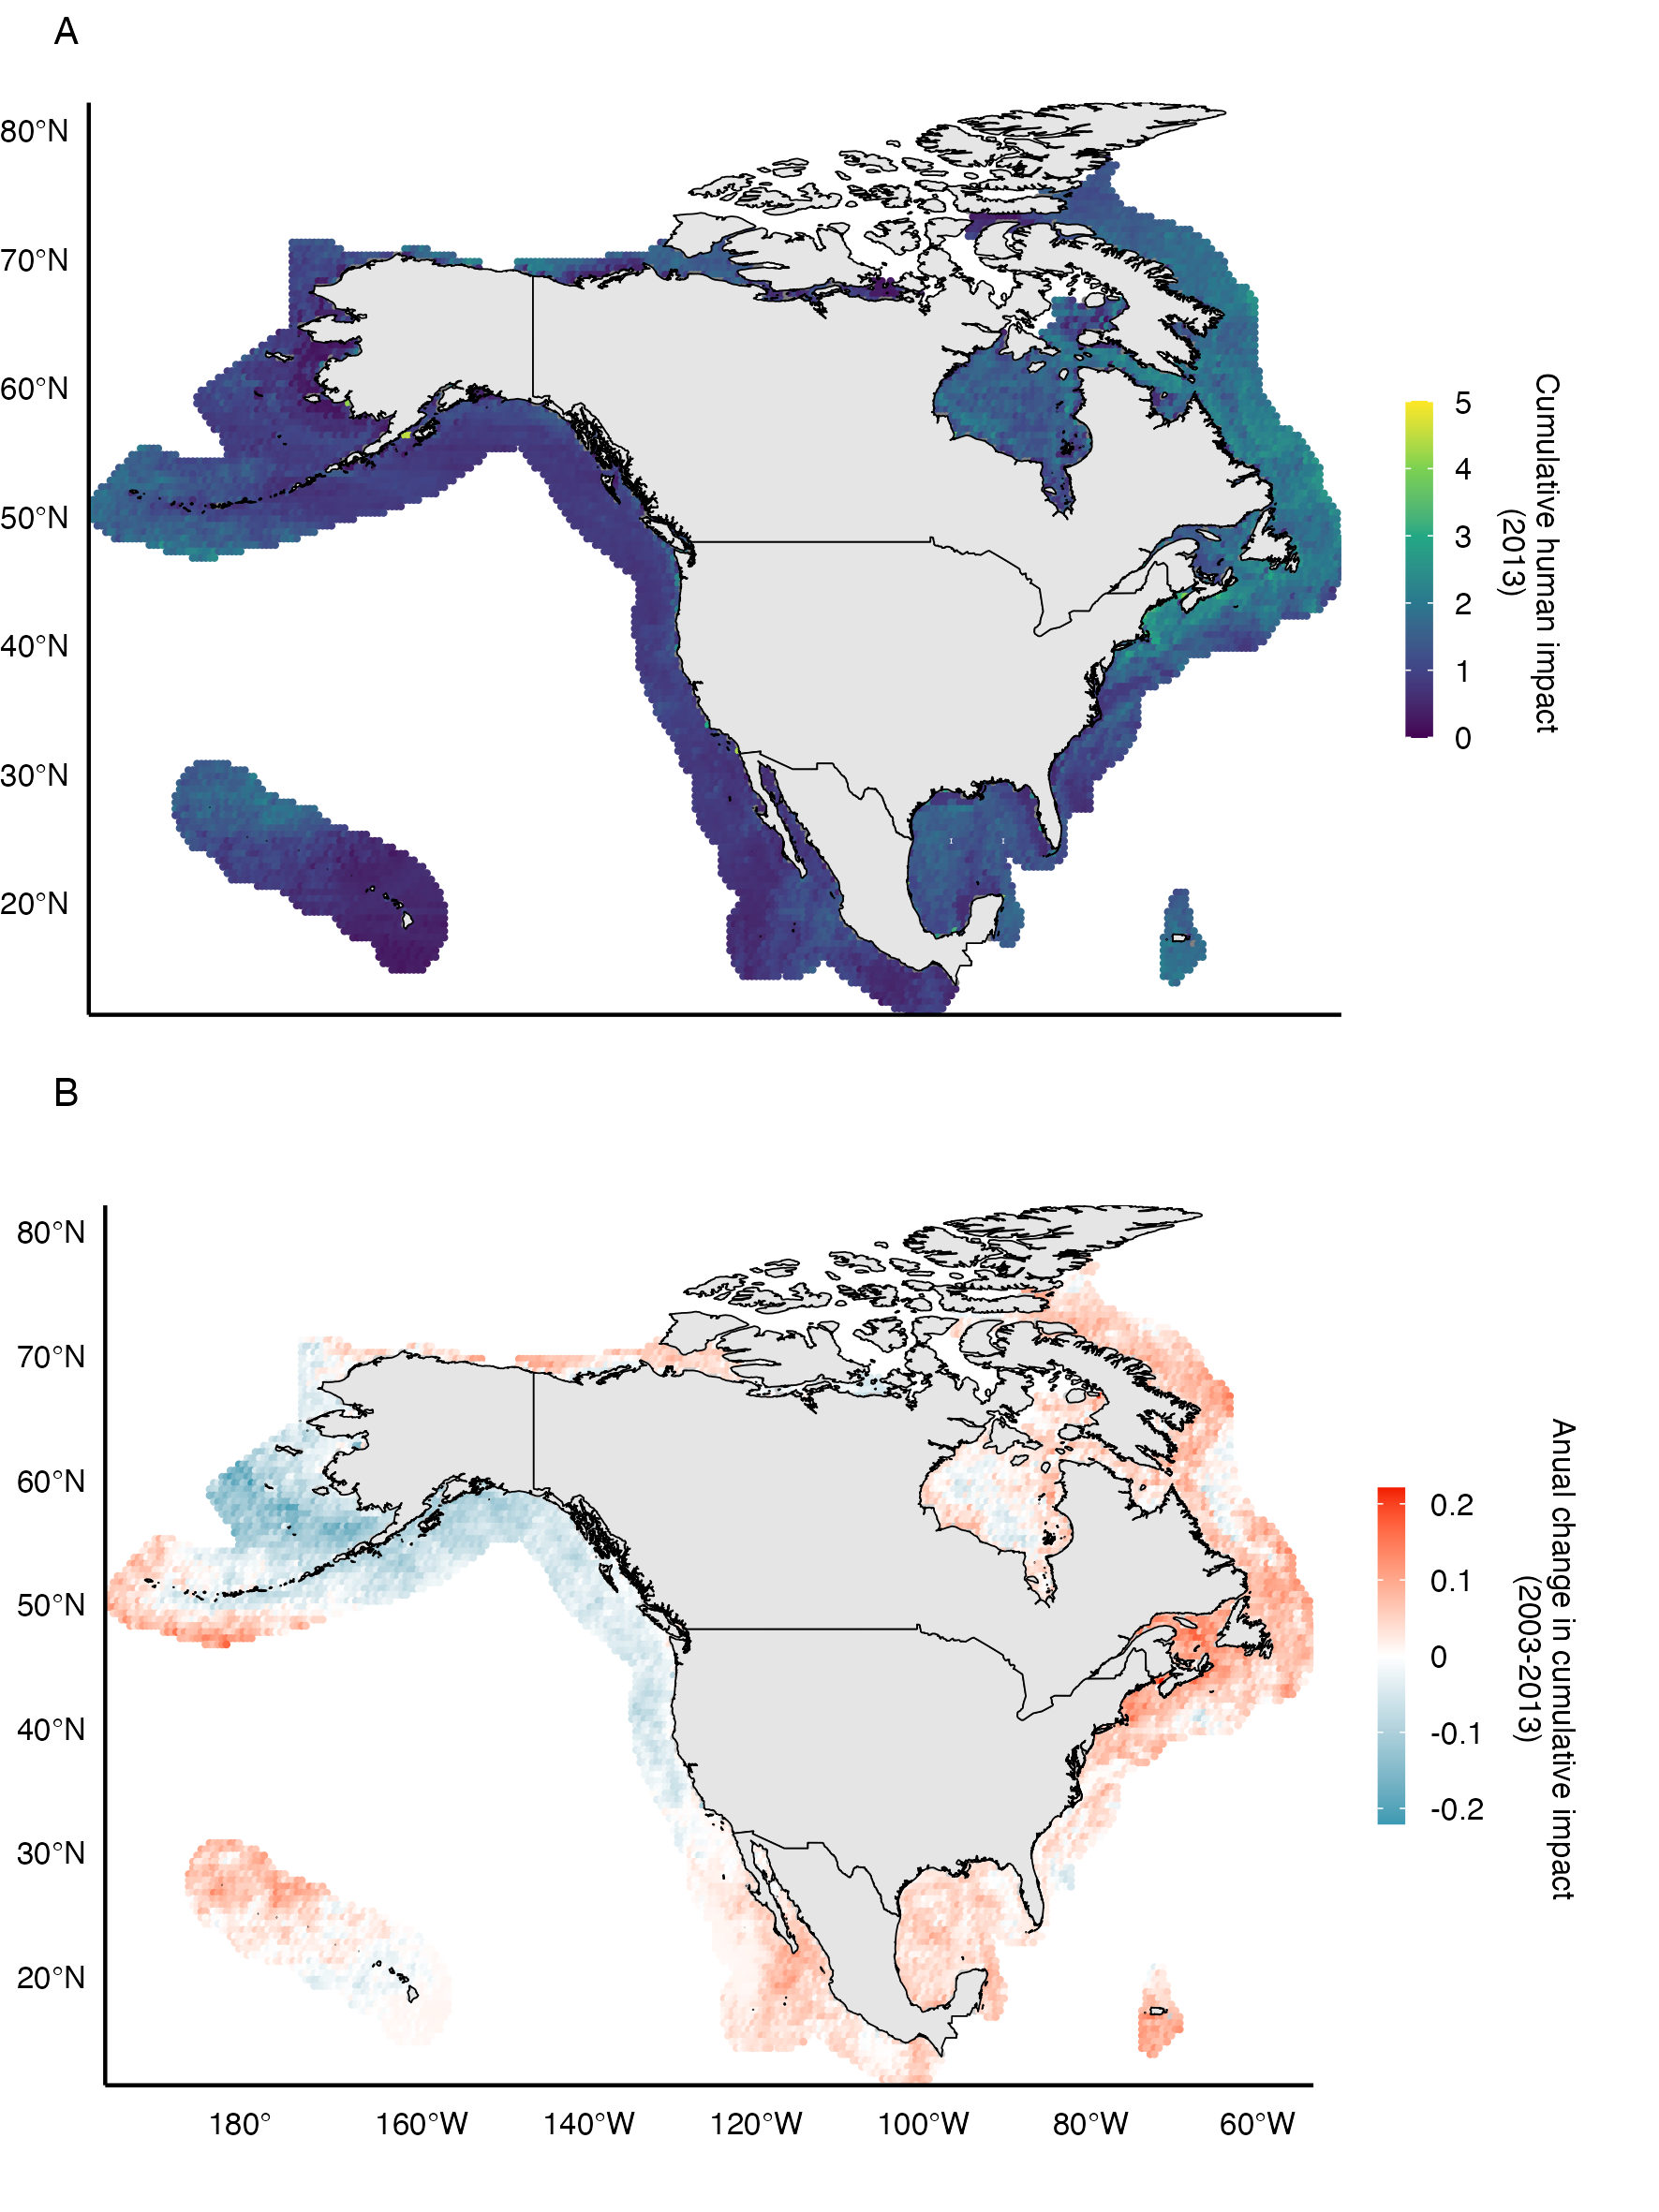 A
80°N
70°N
60°N
50°N
40°N
30°N
20°N
5
4
3
2
1
0
Cumulative human impact
(2013)
B
80°N
70°N
60°N
50°N
40°N
30°N
20°N
180°
160°W
140°W
120°W
100°W
80°W
60°W
0.2
0.1
0
-0.1
-0.2
Anual change in cumulative impact
(2003-2013)